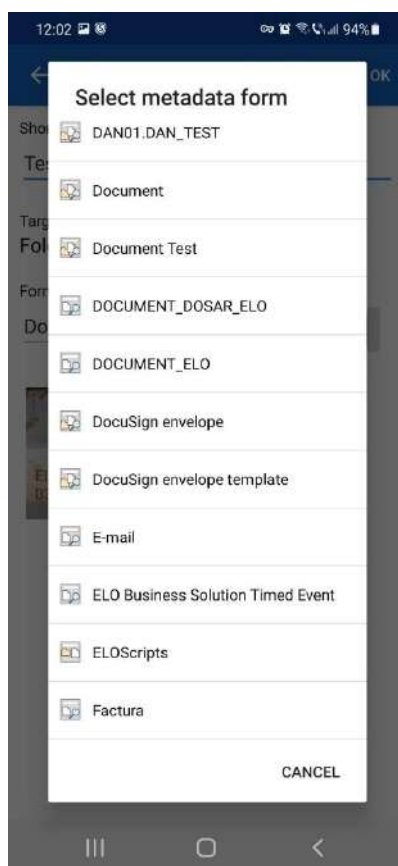 12:02 94%
OK
Select metadata form
DAN01.DAN_TEST
Document
Document Test
DOCUMENT_DOSAR_ELO
DOCUMENT_ELO
DocuSign envelope
DocuSign envelope template
E-mail
ELO Business Solution Timed Event
ELOScripts
Factura
CANCEL